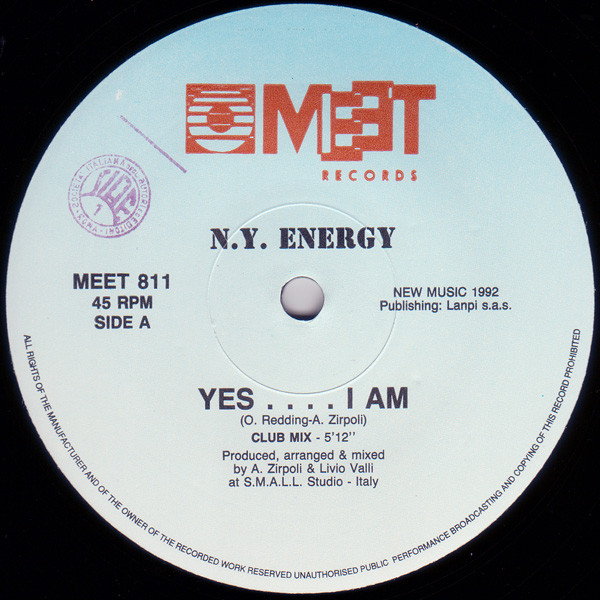 MEET
RECORDS
N.Y. ENERGY
MEET 811
45 RPM
SIDE A
NEW MUSIC 1992
Publishing: Lanpi s.a.s.
YES . . . . I AM
(O. Redding-A. Zirpoli)
CLUB MIX - 5'12''
Produced, arranged & mixed
by A. Zirpoli & Livio Valli
at S.M.A.L.L. Studio - Italy
ALL RIGHTS OF THE MANUFACTURER AND OF THE OWNER OF THE RECORDED WORK RESERVED UNAUTHORISED PUBLIC PERFORMANCE BROADCASTING AND COPYING OF THIS RECORD PROHIBITED
SOCIETÀ ITALIANA